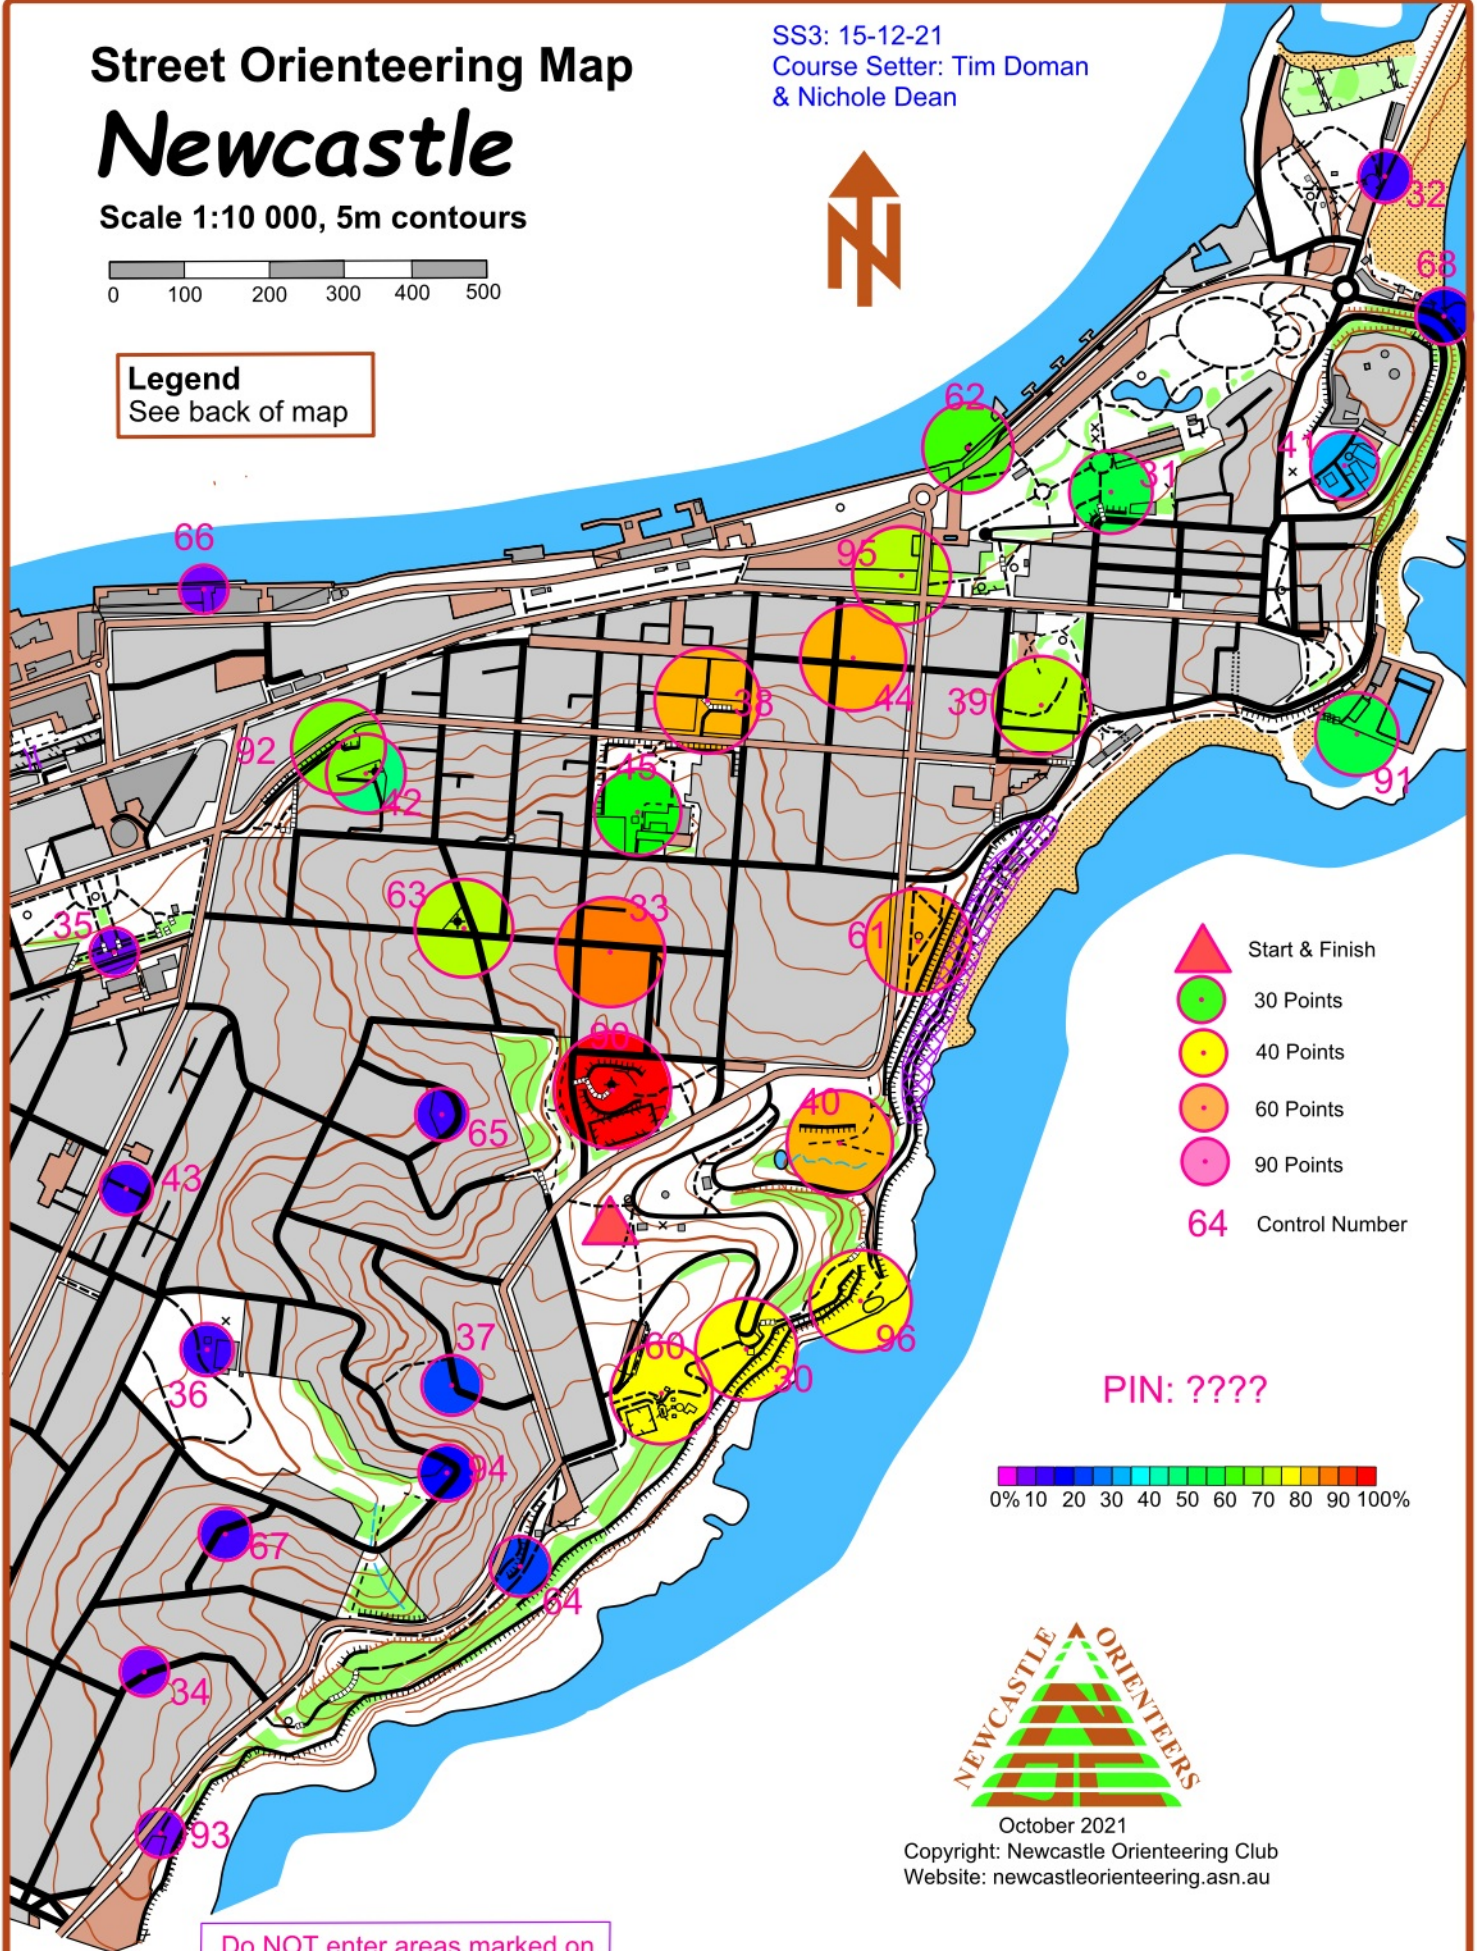 Street Orienteering Map
Newcastle
Scale 1:10 000, 5m contours
0 100 200 300 400 500
Legend
See back of map
SS3: 15-12-21
Course Setter: Tim Doman
& Nichole Dean
N
32
68
62
41
31
66
95
44
38
39
92
42
45
91
63
33
61
35
90
40
65
43
37
36
60
30
96
94
67
64
34
93
Start & Finish
30 Points
40 Points
60 Points
90 Points
64 Control Number
PIN: ????
0% 10 20 30 40 50 60 70 80 90 100%
NEWCASTLE ORIENTEERS
October 2021
Copyright: Newcastle Orienteering Club
Website: newcastleorienteering.asn.au
Do NOT enter areas marked on